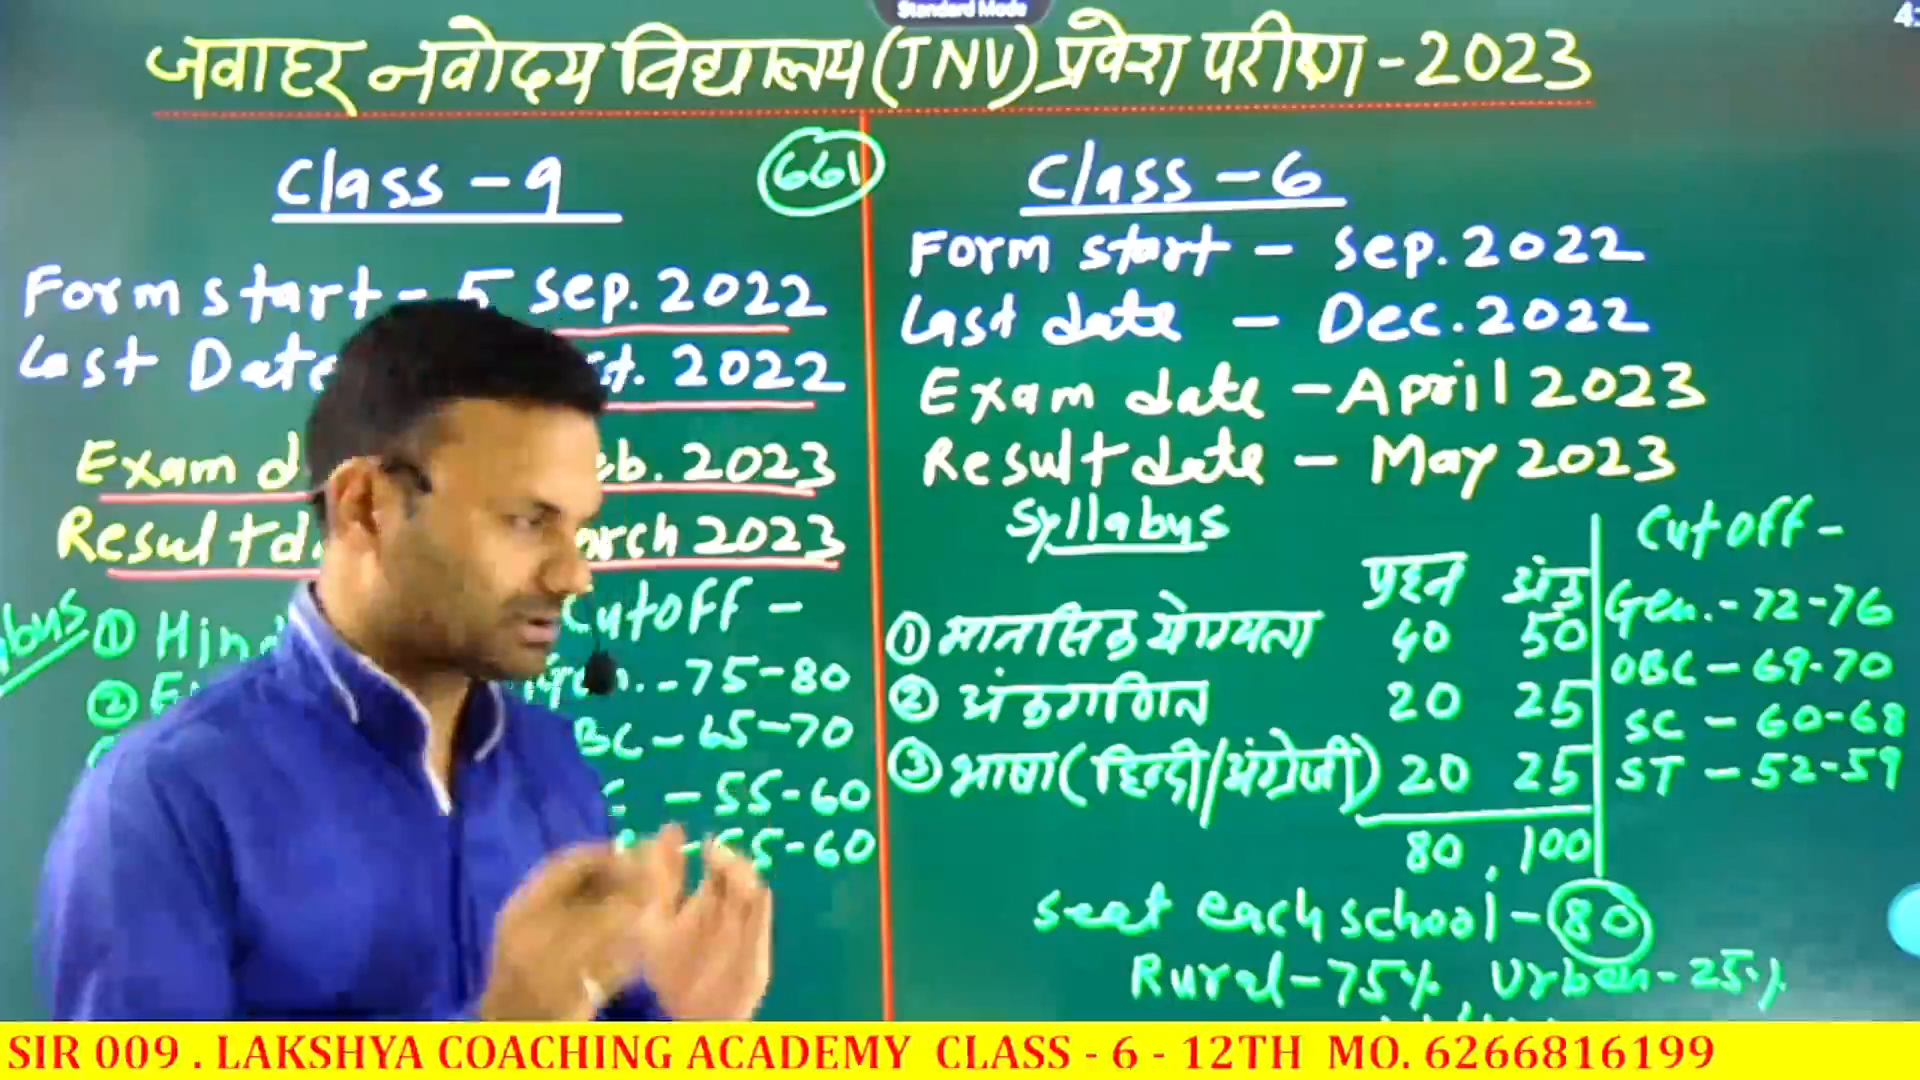 Standard Mode
जवाहर नवोदय विद्यालय (JNV) प्रवेश परीक्षा - 2023
661
Class - 9
Form start - 5 Sep. 2022
Last Date 2022
Exam 2023
Result 2023
① 
②
Cutoff -
- 75-80
- 65-70
- 55-60
- 55-60
Class - 6
Form start - Sep. 2022
Last date - Dec. 2022
Exam date - April 2023
Result date - May 2023
Syllabus
प्रश्न अंक
① मानसिक योग्यता 40 50
② अंकगणित 20 25
③ भाषा (हिन्दी/अंग्रेजी) 20 25
80 100
Cutoff -
Gen. - 72-76
OBC - 69-70
SC - 60-68
ST - 52-59
Seat each school - 80
Rural - 75%, Urban - 25%
SIR 009 . LAKSHYA COACHING ACADEMY CLASS - 6 - 12TH MO. 6266816199